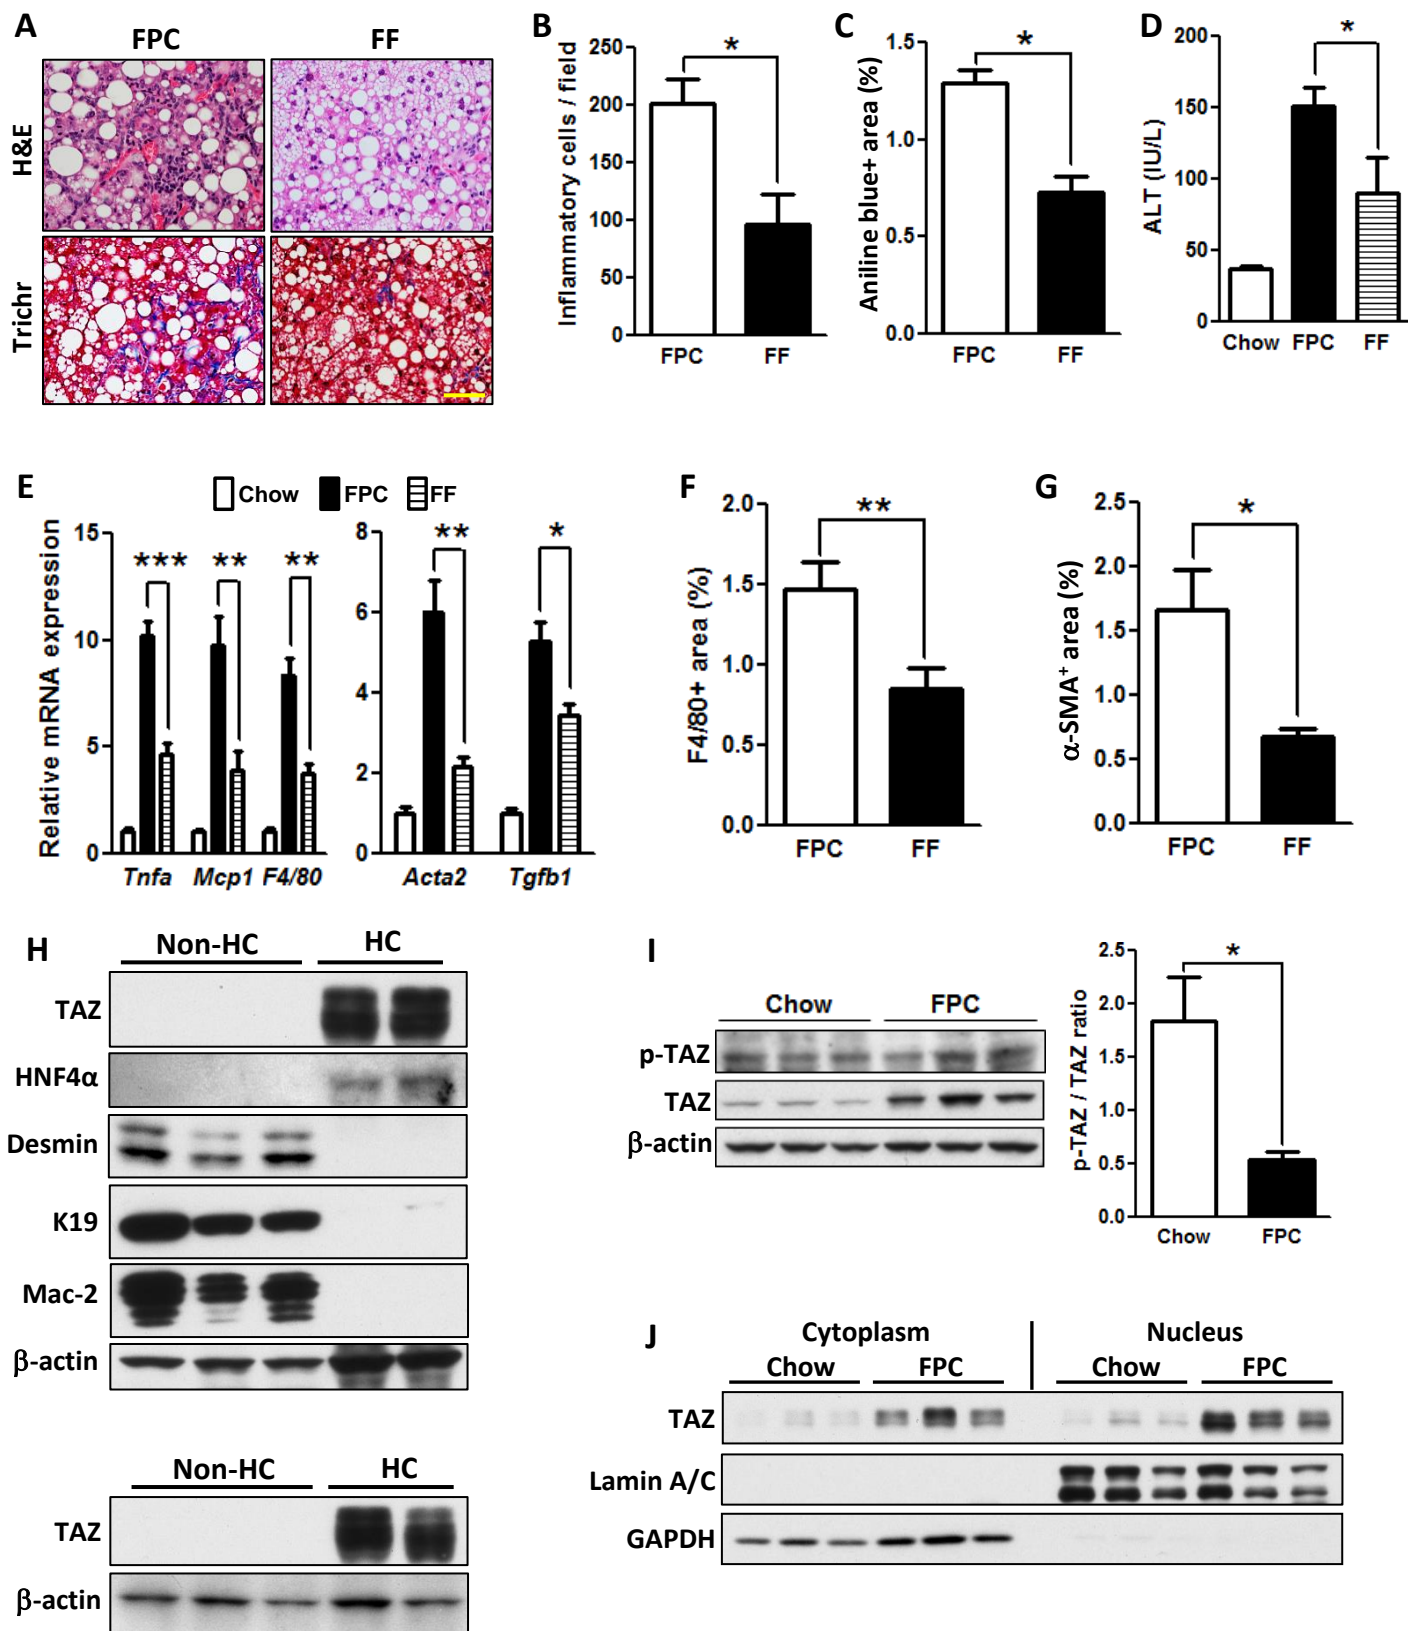 A
FPC
FF
H&E
Trichr
B
Inflammatory cells / field
250
200
150
100
50
0
*
FPC
FF
C
Aniline blue+ area (%)
1.5
1.0
0.5
0.0
*
FPC
FF
D
ALT (IU/L)
200
150
100
50
0
*
Chow
FPC
FF
E
Chow
FPC
FF
Relative mRNA expression
15
10
5
0
***
**
**
Tnfa
Mcp1
F4/80
8
6
4
2
0
**
*
Acta2
Tgfb1
F
F4/80+ area (%)
2.0
1.5
1.0
0.5
0.0
**
FPC
FF
G
α-SMA⁺ area (%)
2.5
2.0
1.5
1.0
0.5
0.0
*
FPC
FF
H
Non-HC
HC
TAZ
HNF4α
Desmin
K19
Mac-2
β-actin
Non-HC
HC
TAZ
β-actin
I
Chow
FPC
p-TAZ
TAZ
β-actin
p-TAZ / TAZ ratio
2.5
2.0
1.5
1.0
0.5
0.0
*
Chow
FPC
J
Cytoplasm
Nucleus
Chow
FPC
Chow
FPC
TAZ
Lamin A/C
GAPDH